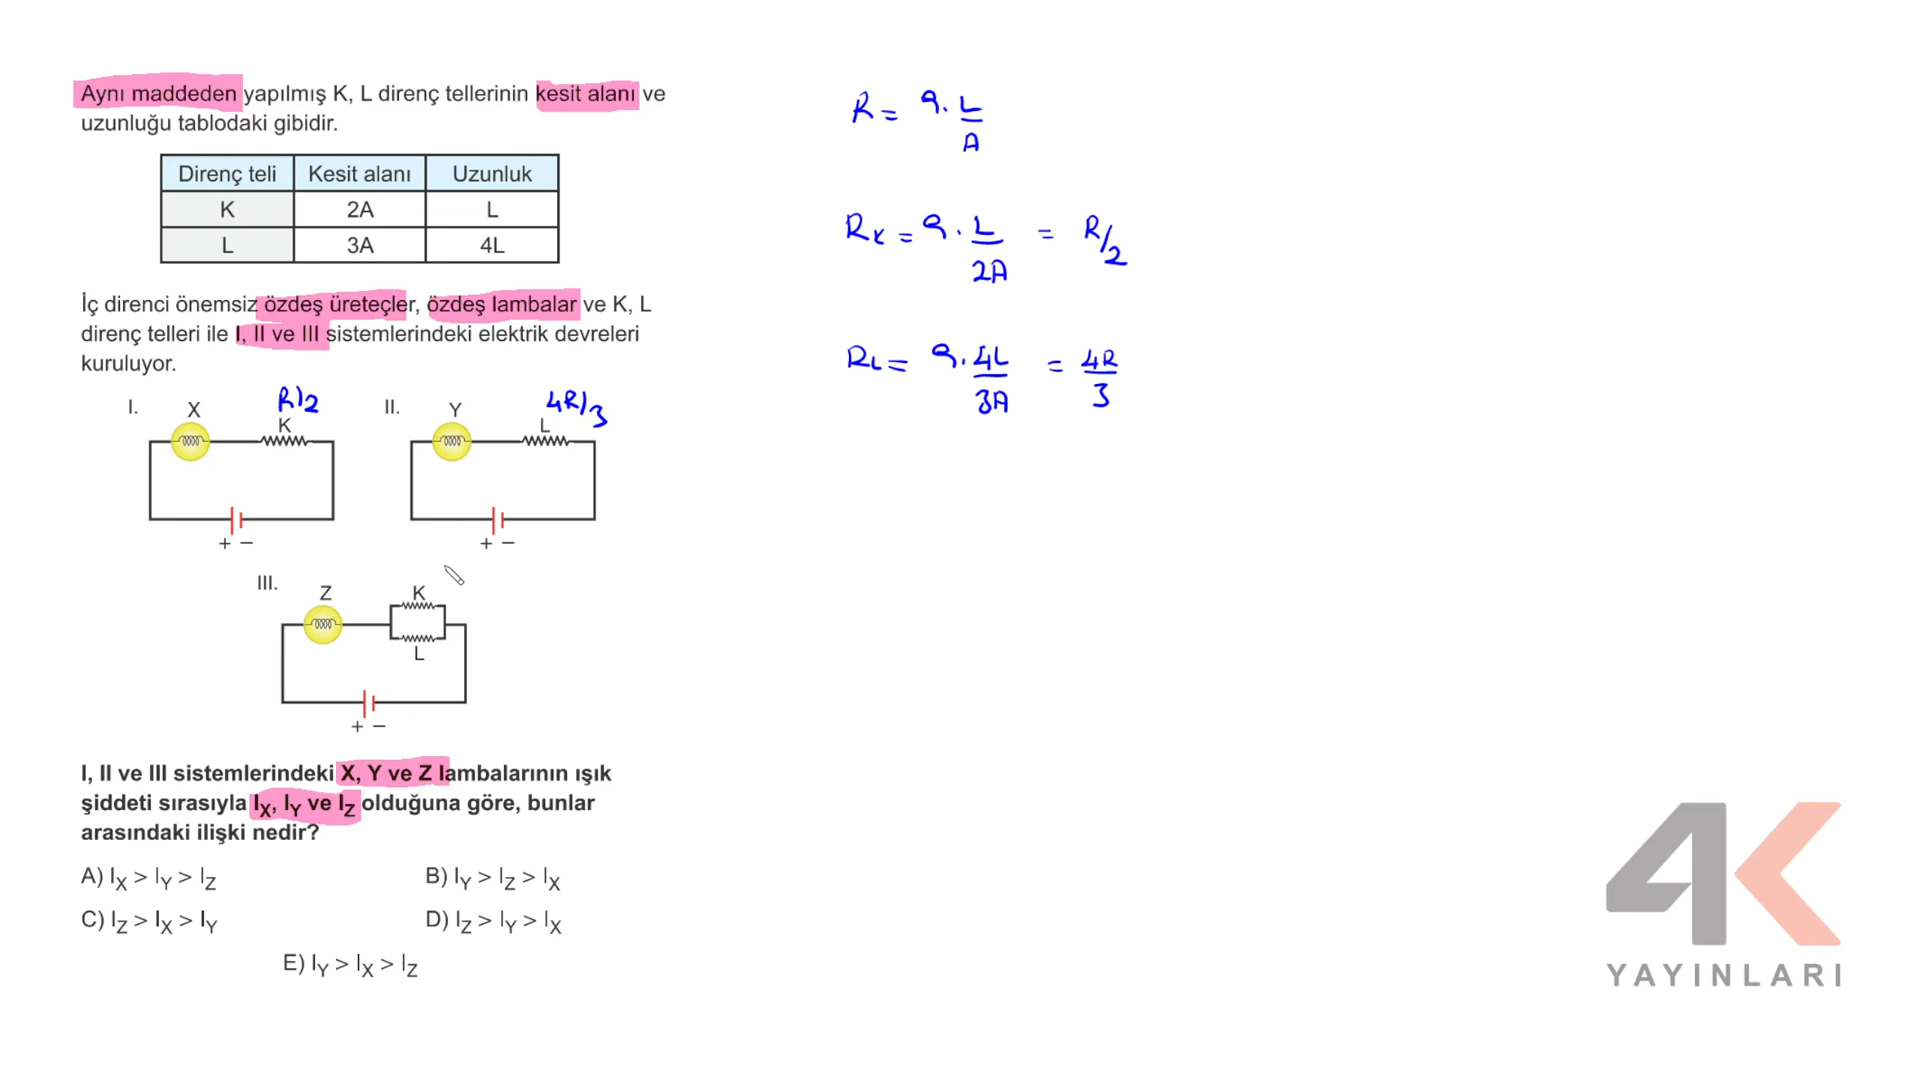 Aynı maddeden yapılmış K, L direnç tellerinin kesit alanı ve
uzunluğu tablodaki gibidir.
Direnç teli Kesit alanı Uzunluk
K 2A L
L 3A 4L
İç direnci önemsiz özdeş üreteçler, özdeş lambalar ve K, L
direnç telleri ile I, II ve III sistemlerindeki elektrik devreleri
kuruluyor.
I. X K R/2
II. Y L 4R/3
+ −
+ −
III. Z K
L
+ −
I, II ve III sistemlerindeki X, Y ve Z lambalarının ışık
şiddeti sırasıyla I_X, I_Y ve I_Z olduğuna göre, bunlar
arasındaki ilişki nedir?
A) I_X > I_Y > I_Z
B) I_Y > I_Z > I_X
C) I_Z > I_X > I_Y
D) I_Z > I_Y > I_X
E) I_Y > I_X > I_Z
R = ρ. L/A
R_K = ρ. L/2A = R/2
R_L = ρ. 4L/3A = 4R/3
4K
YAYINLARI